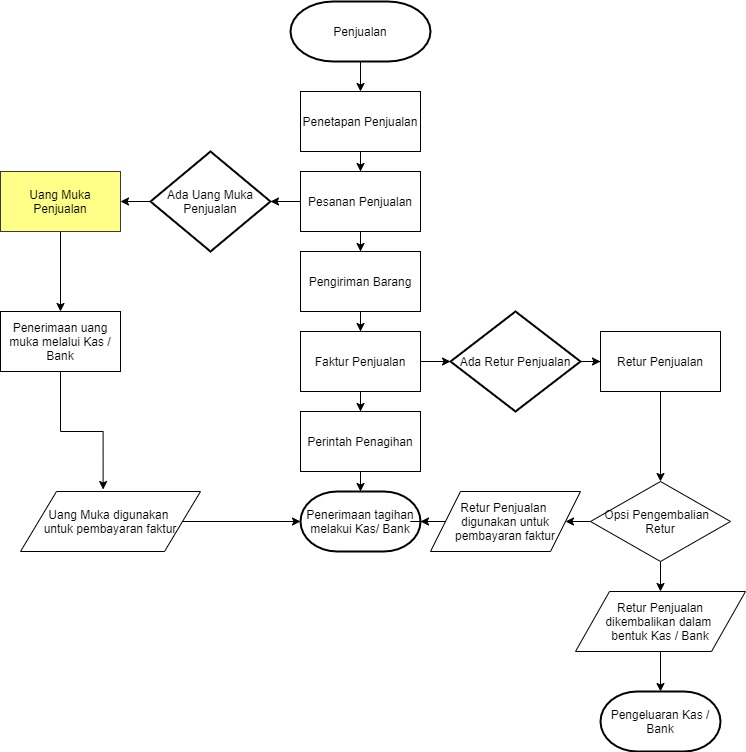 Penjualan
Penetapan Penjualan
Uang Muka
Penjualan
Ada Uang Muka
Penjualan
Pesanan Penjualan
Pengiriman Barang
Penerimaan uang
muka melalui Kas /
Bank
Faktur Penjualan
Ada Retur Penjualan
Retur Penjualan
Perintah Penagihan
Uang Muka digunakan
untuk pembayaran faktur
Penerimaan tagihan
melakui Kas/ Bank
Retur Penjualan
digunakan untuk
pembayaran faktur
Opsi Pengembalian
Retur
Retur Penjualan
dikembalikan dalam
bentuk Kas / Bank
Pengeluaran Kas /
Bank